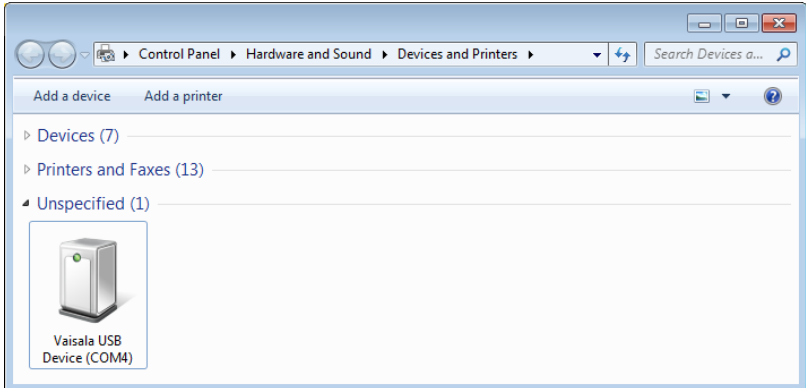 Control Panel Hardware and Sound Devices and Printers
Search Devices a...
Add a device Add a printer
Devices (7)
Printers and Faxes (13)
Unspecified (1)
Vaisala USB
Device (COM4)